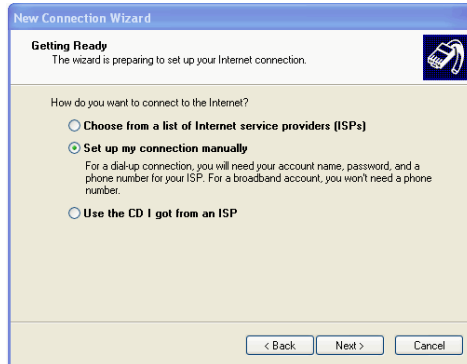 New Connection Wizard
Getting Ready
The wizard is preparing to set up your Internet connection.
How do you want to connect to the Internet?
Choose from a list of Internet service providers (ISPs)
Set up my connection manually
For a dial-up connection, you will need your account name, password, and a
phone number for your ISP. For a broadband account, you won't need a phone
number.
Use the CD I got from an ISP
< Back Next > Cancel